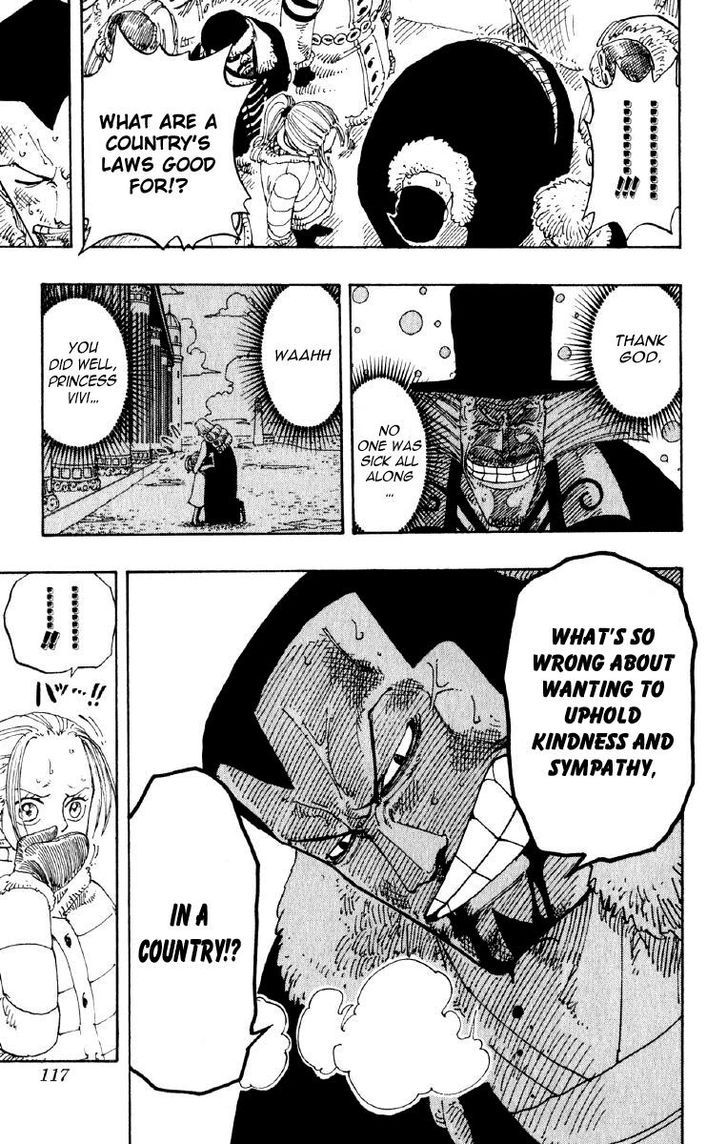 !!!
WHAT ARE A
COUNTRY'S
LAWS GOOD
FOR!?
THANK
GOD.
NO
ONE WAS
SICK ALL
ALONG
...
WAAHH
YOU
DID WELL,
PRINCESS
VIVI...
WHAT'S SO
WRONG ABOUT
WANTING TO
UPHOLD
KINDNESS AND
SYMPATHY,
IN A
COUNTRY!?
!!
バッ…!!
117